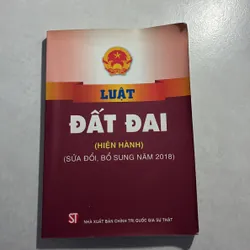 LUẬT
ĐẤT ĐAI
(HIỆN HÀNH)
(SỬA ĐỔI, BỔ SUNG NĂM 2018)
ST NHÀ XUẤT BẢN CHÍNH TRỊ QUỐC GIA SỰ THẬT